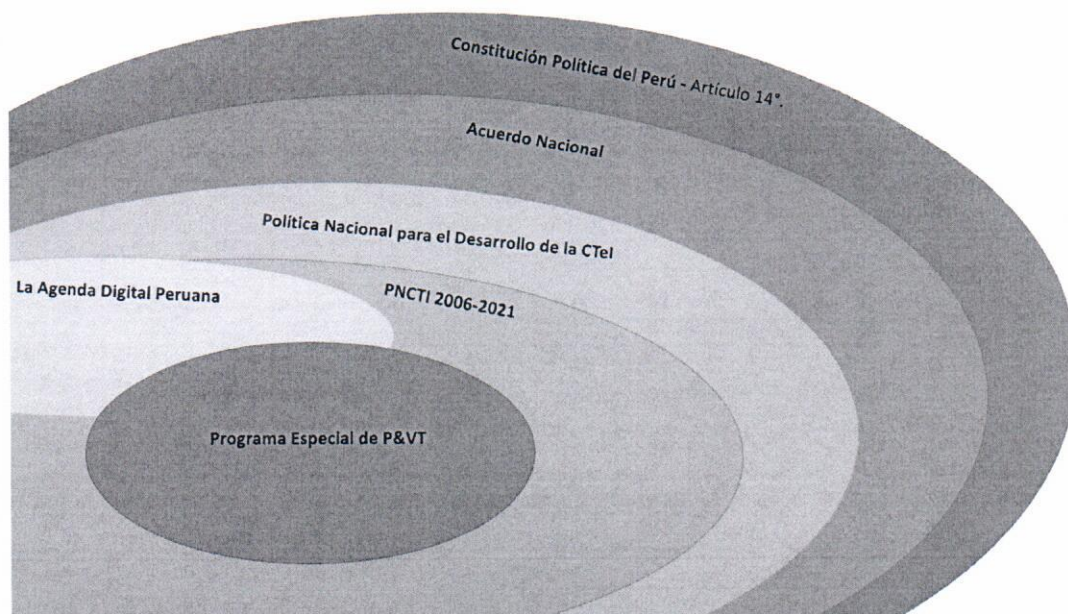 Constitución Política del Perú - Artículo 14°.
Acuerdo Nacional
Política Nacional para el Desarrollo de la CTeI
La Agenda Digital Peruana
PNCTI 2006-2021
Programa Especial de P&VT